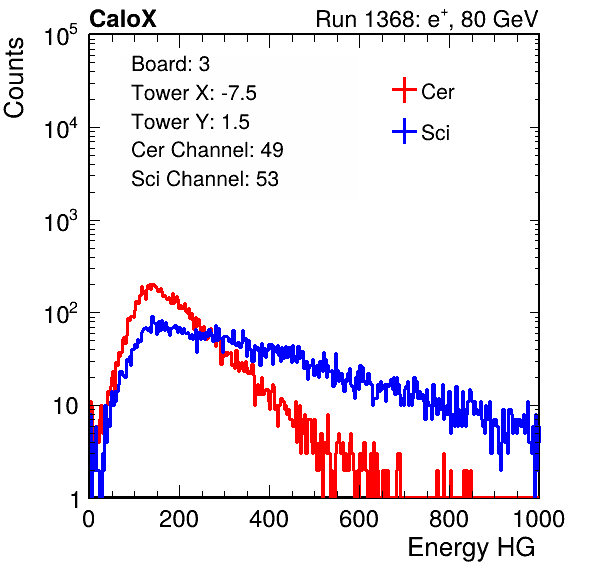 CaloX Run 1368: e⁺, 80 GeV
Counts
10⁵
10⁴
10³
10²
10
1
Board: 3
Tower X: -7.5
Tower Y: 1.5
Cer Channel: 49
Sci Channel: 53
Cer
Sci
0 200 400 600 800 1000
Energy HG